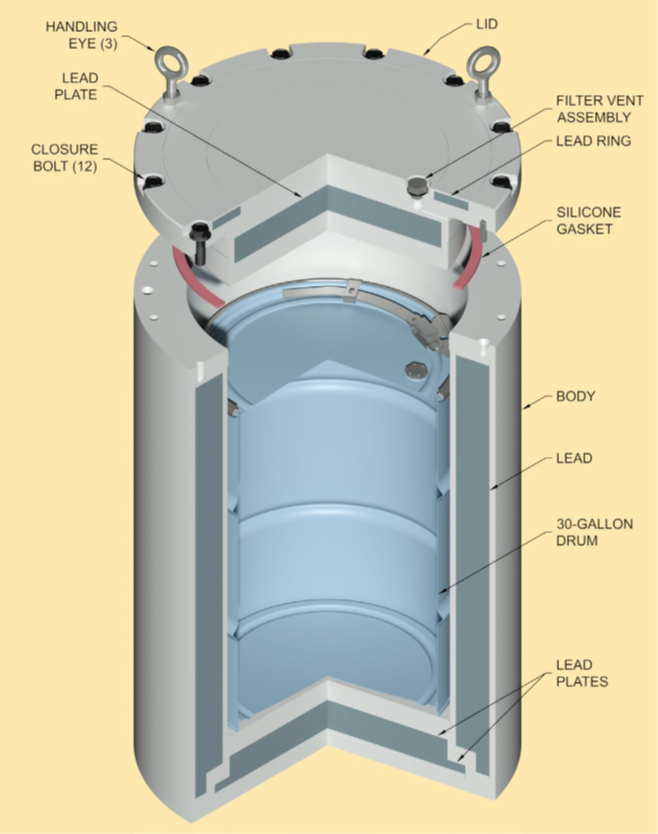 HANDLING
EYE (3)
LID
LEAD
PLATE
FILTER VENT
ASSEMBLY
LEAD RING
CLOSURE
BOLT (12)
SILICONE
GASKET
BODY
LEAD
30-GALLON
DRUM
LEAD
PLATES